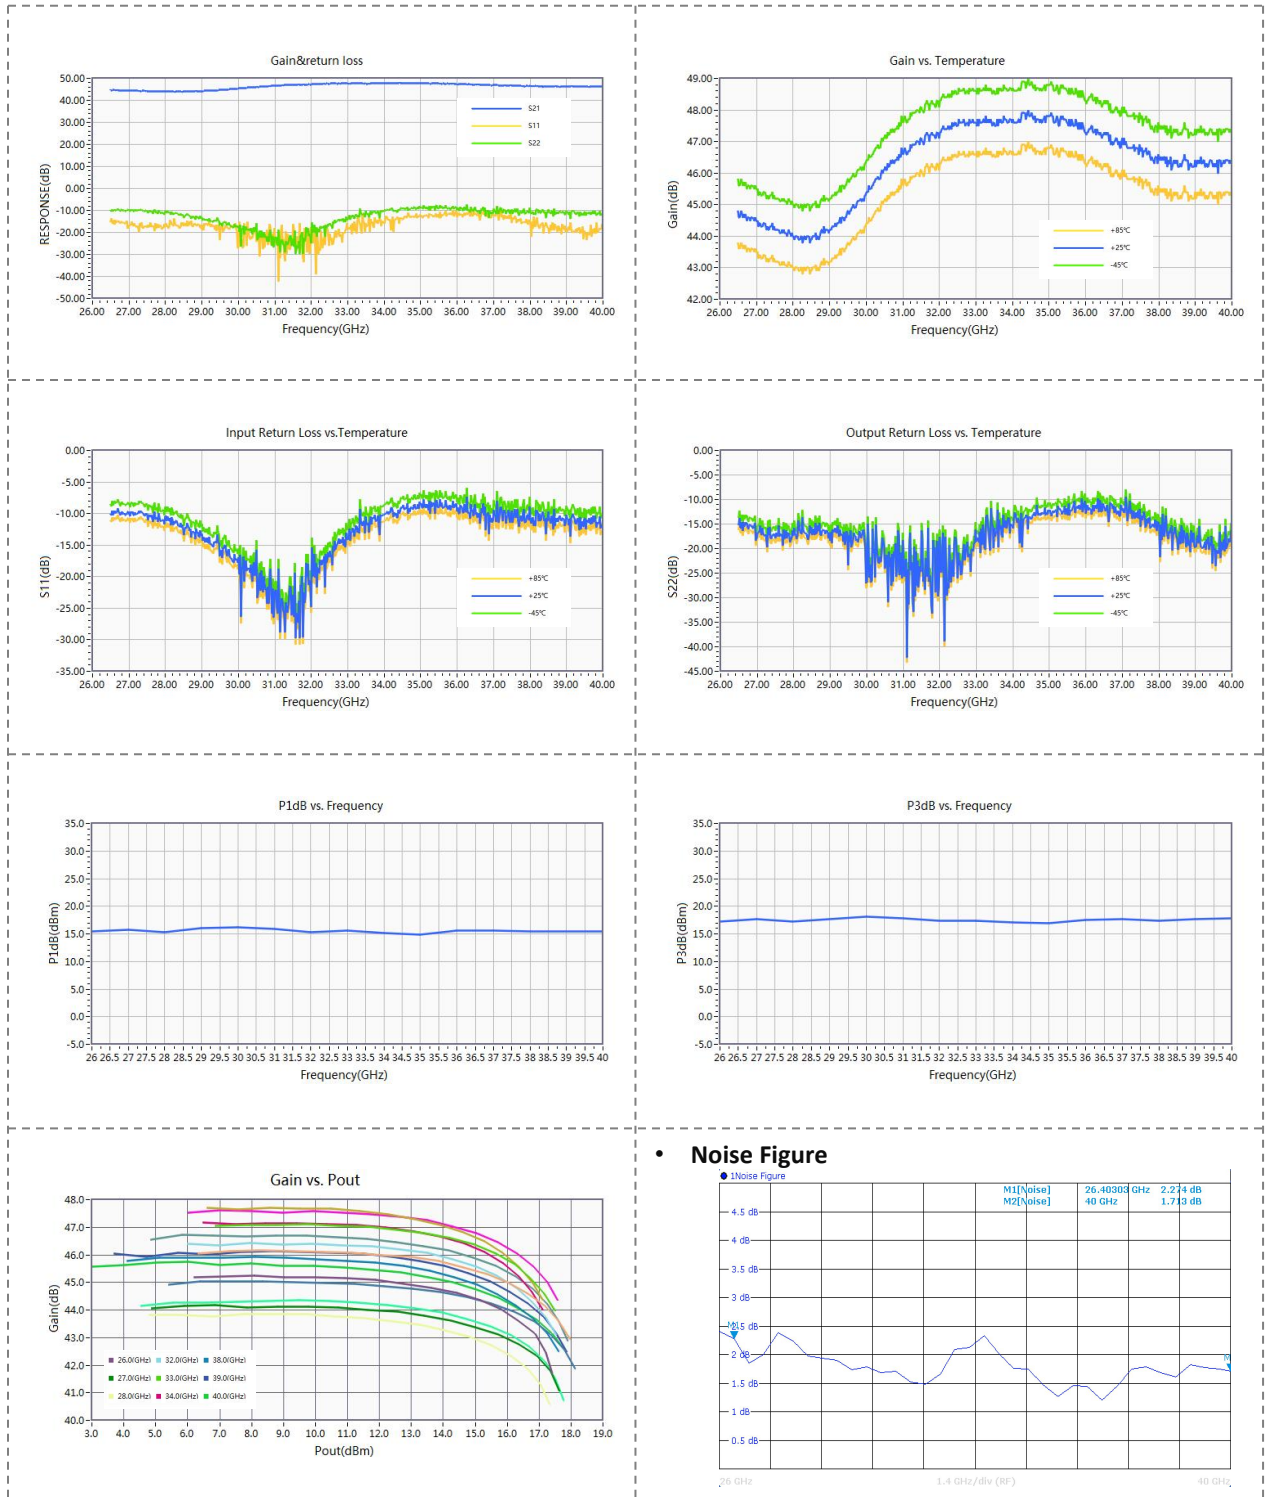 Gain&return loss
50.00
40.00
30.00
20.00
10.00
0.00
-10.00
-20.00
-30.00
-40.00
-50.00
RESPONSE(dB)
S21
S11
S22
26.00 27.00 28.00 29.00 30.00 31.00 32.00 33.00 34.00 35.00 36.00 37.00 38.00 39.00 40.00
Frequency(GHz)
Gain vs. Temperature
49.00
48.00
47.00
46.00
45.00
44.00
43.00
42.00
Gain(dB)
+85℃
+25℃
-45℃
26.00 27.00 28.00 29.00 30.00 31.00 32.00 33.00 34.00 35.00 36.00 37.00 38.00 39.00 40.00
Frequency(GHz)
Input Return Loss vs.Temperature
0.00
-5.00
-10.00
-15.00
-20.00
-25.00
-30.00
-35.00
S11(dB)
+85℃
+25℃
-45℃
26.00 27.00 28.00 29.00 30.00 31.00 32.00 33.00 34.00 35.00 36.00 37.00 38.00 39.00 40.00
Frequency(GHz)
Output Return Loss vs. Temperature
0.00
-5.00
-10.00
-15.00
-20.00
-25.00
-30.00
-35.00
-40.00
-45.00
S22(dB)
+85℃
+25℃
-45℃
26.00 27.00 28.00 29.00 30.00 31.00 32.00 33.00 34.00 35.00 36.00 37.00 38.00 39.00 40.00
Frequency(GHz)
P1dB vs. Frequency
35.0
30.0
25.0
20.0
15.0
10.0
5.0
0.0
-5.0
P1dB(dBm)
26 26.5 27 27.5 28 28.5 29 29.5 30 30.5 31 31.5 32 32.5 33 33.5 34 34.5 35 35.5 36 36.5 37 37.5 38 38.5 39 39.5 40
Frequency(GHz)
P3dB vs. Frequency
35.0
30.0
25.0
20.0
15.0
10.0
5.0
0.0
-5.0
P3dB(dBm)
26 26.5 27 27.5 28 28.5 29 29.5 30 30.5 31 31.5 32 32.5 33 33.5 34 34.5 35 35.5 36 36.5 37 37.5 38 38.5 39 39.5 40
Frequency(GHz)
Gain vs. Pout
48.0
47.0
46.0
45.0
44.0
43.0
42.0
41.0
40.0
Gain(dB)
26.0(GHz) 32.0(GHz) 38.0(GHz)
27.0(GHz) 33.0(GHz) 39.0(GHz)
28.0(GHz) 34.0(GHz) 40.0(GHz)
3.0 4.0 5.0 6.0 7.0 8.0 9.0 10.0 11.0 12.0 13.0 14.0 15.0 16.0 17.0 18.0 19.0
Pout(dBm)
• Noise Figure
1Noise Figure
M1[Noise] 26.40303 GHz 2.274 dB
M2[Noise] 40 GHz 1.713 dB
4.5 dB
4 dB
3.5 dB
3 dB
2.5 dB
2 dB
1.5 dB
1 dB
0.5 dB
26 GHz 1.4 GHz/div (RF) 40 GHz